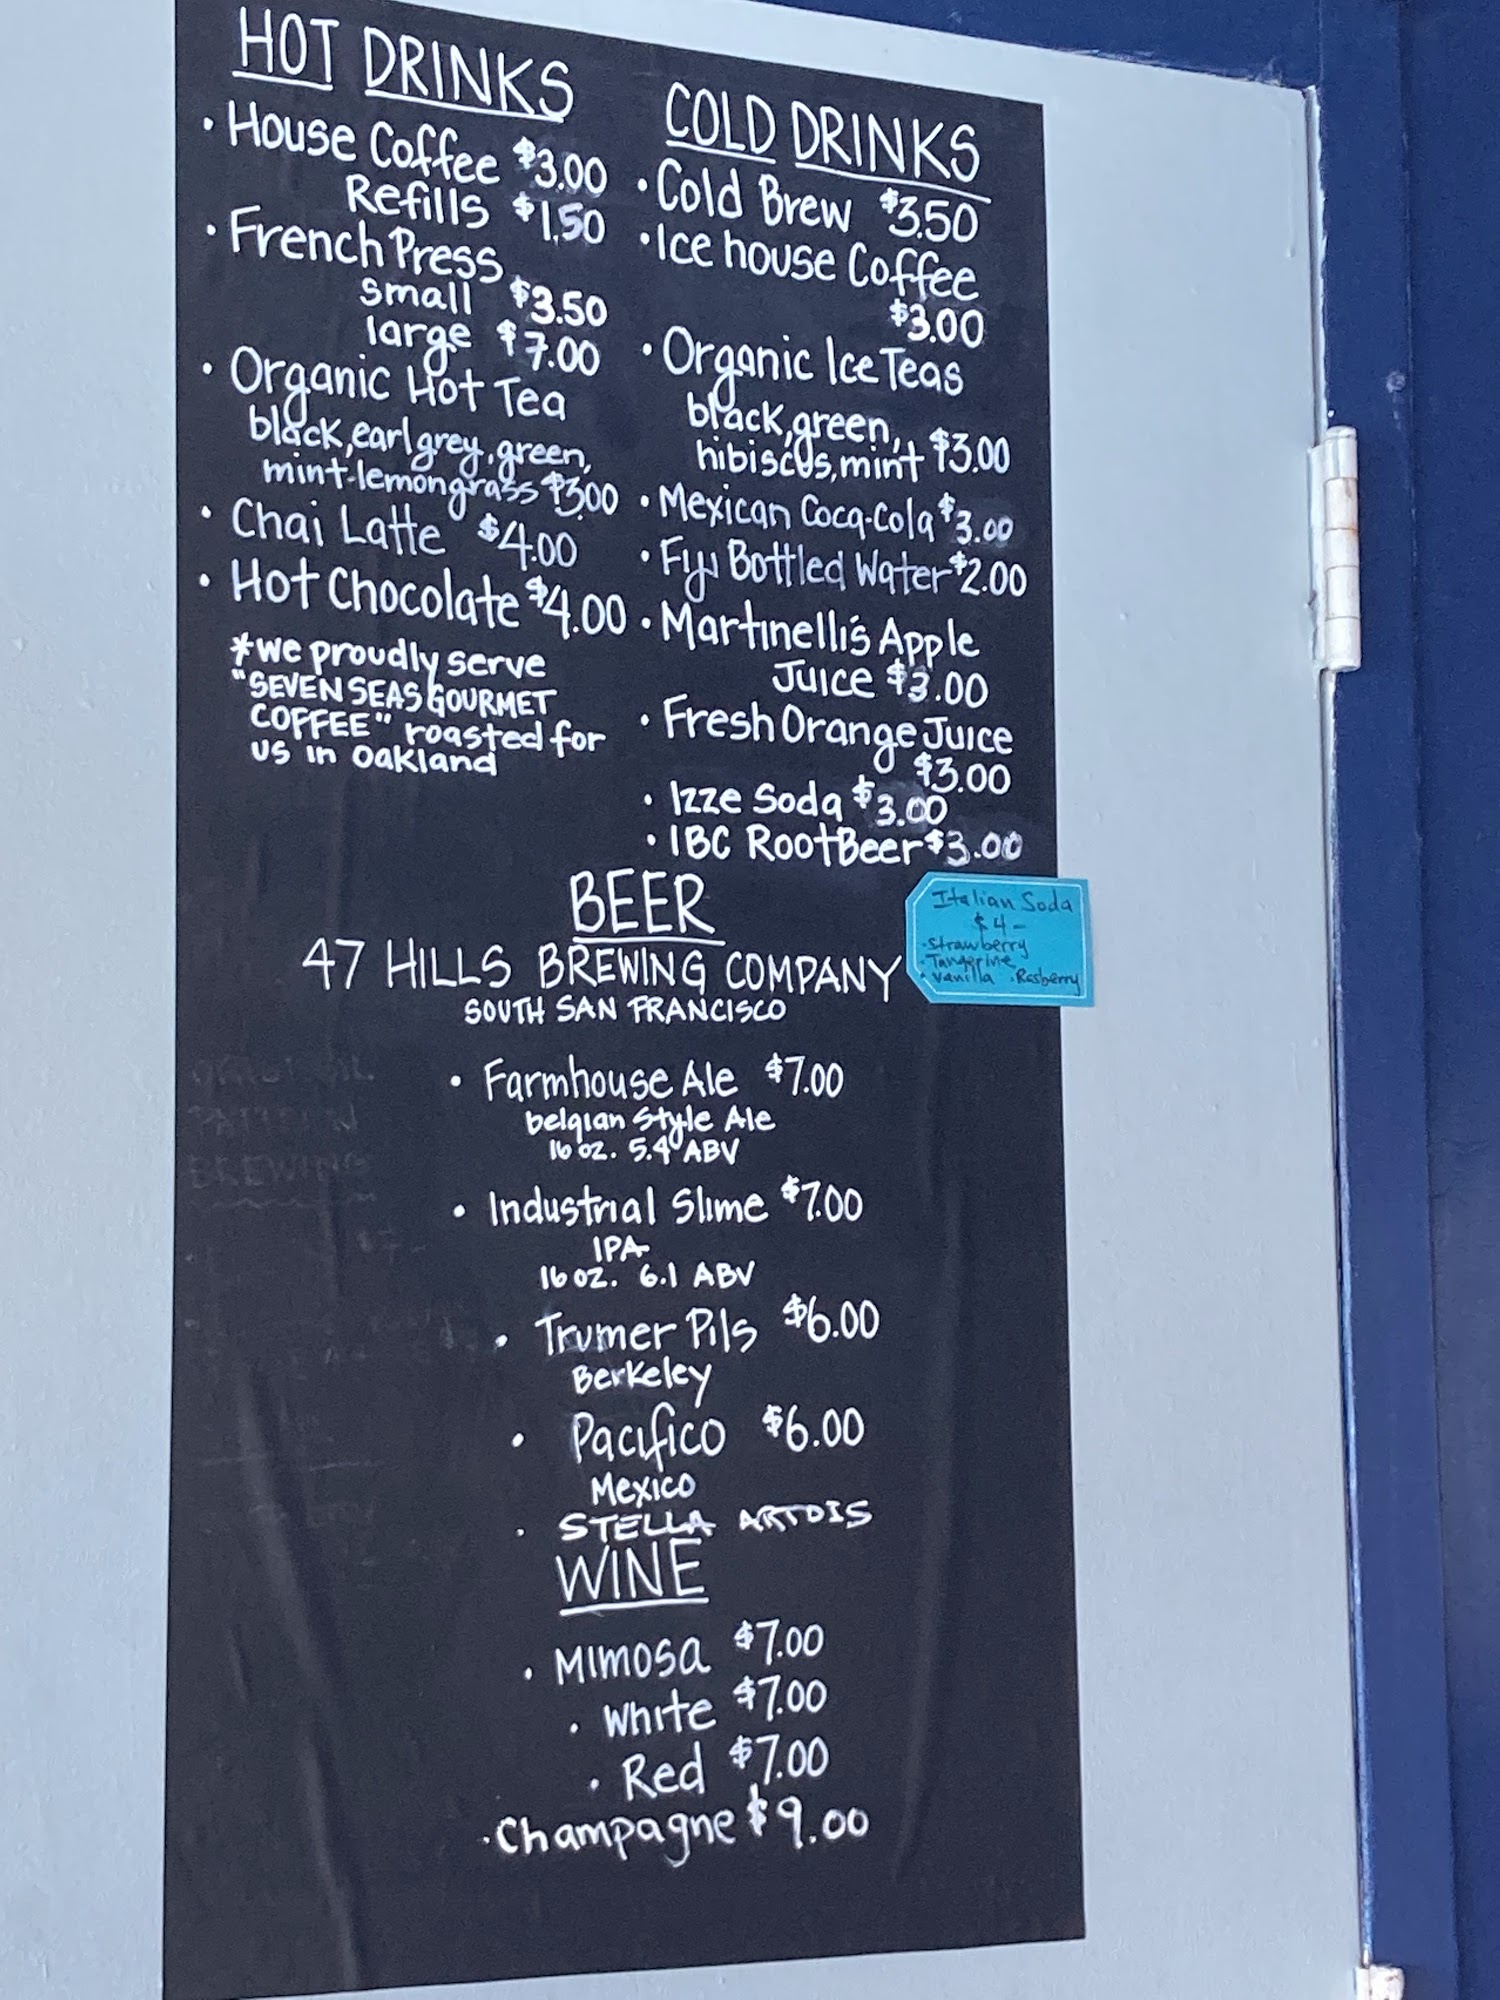 HOT DRINKS
· House Coffee $3.00
Refills $1.50
· French Press
small $3.50
large $7.00
· Organic Hot Tea
black, earl grey, green,
mint-lemongrass $3.00
· Chai Latte $4.00
· Hot Chocolate $4.00
*we proudly serve
"SEVEN SEAS GOURMET
COFFEE" roasted for
us in Oakland
COLD DRINKS
· Cold Brew $3.50
· Ice house Coffee
$3.00
· Organic Ice Teas
black, green,
hibiscus, mint $3.00
· Mexican Coca-Cola $3.00
· Fiji Bottled Water $2.00
· Martinelli's Apple
Juice $3.00
· Fresh Orange Juice
$3.00
· Izze Soda $3.00
· IBC Root Beer $3.00
Italian Soda
$4-
· Strawberry
· Tangerine
· Vanilla · Rasberry
BEER
47 HILLS BREWING COMPANY
SOUTH SAN FRANCISCO
· Farmhouse Ale $7.00
belgian Style Ale
16 oz. 5.4 ABV
· Industrial Slime $7.00
IPA
16 oz. 6.1 ABV
· Trumer Pils $6.00
Berkeley
· Pacifico $6.00
Mexico
· STELLA ARTOIS
WINE
· Mimosa $7.00
· White $7.00
· Red $7.00
· Champagne $9.00
BREWING